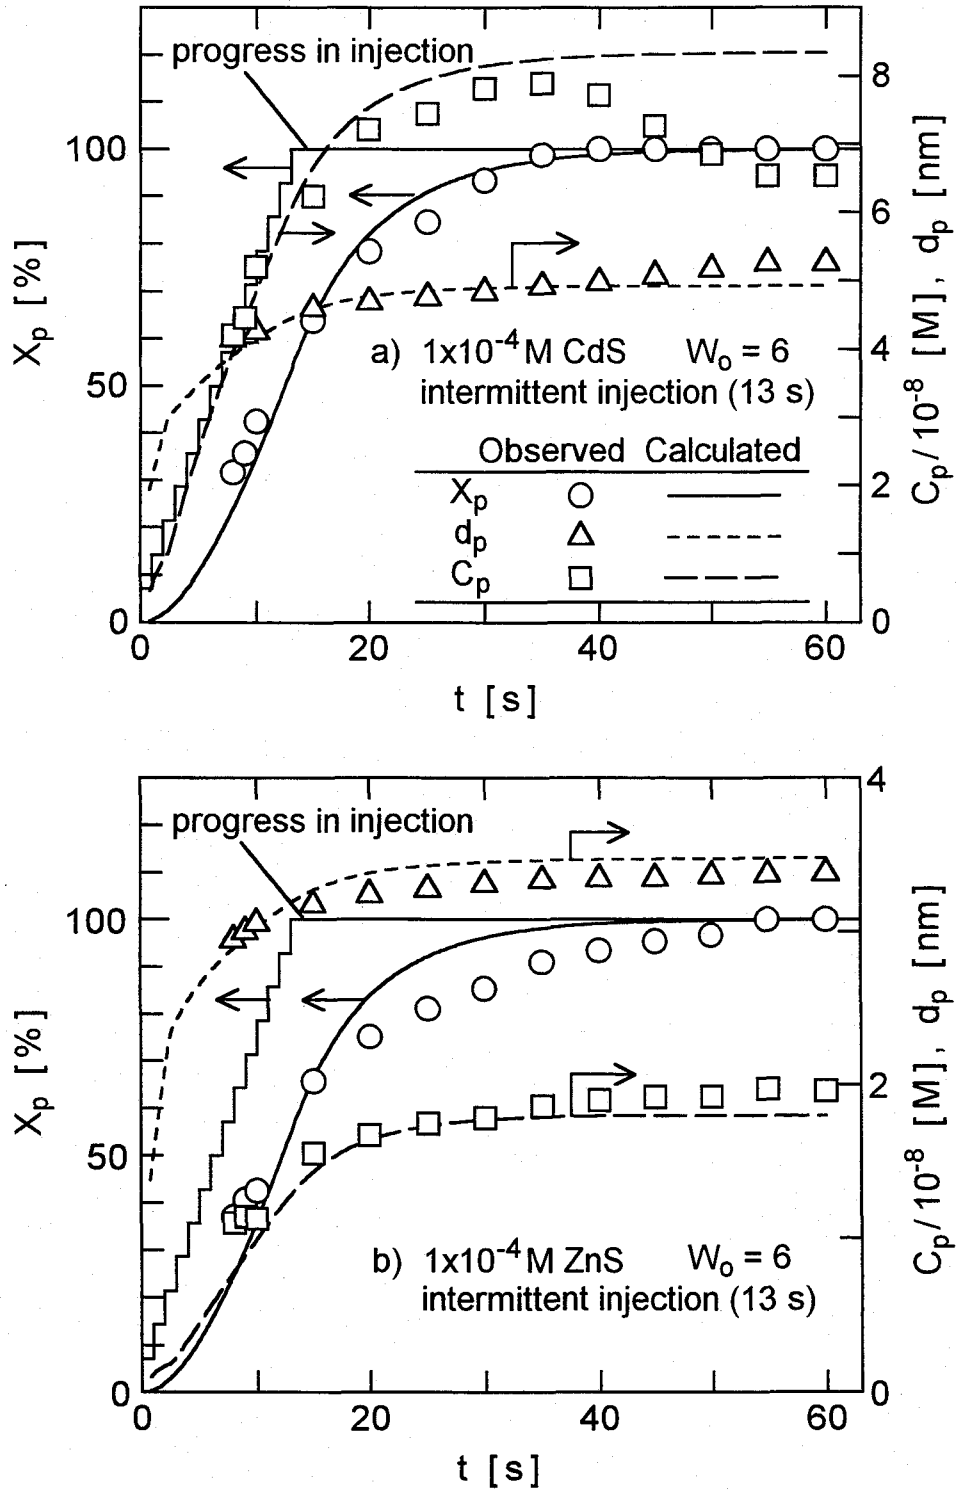 progress in injection
100
50
0
X_p [%]
8
6
4
2
0
C_p/10^-8 [M], d_p [nm]
a) 1x10^-4 M CdS W_o = 6
intermittent injection (13 s)
Observed Calculated
X_p
d_p
C_p
0 20 40 60
t [s]
progress in injection
100
50
0
X_p [%]
4
2
0
C_p/10^-8 [M], d_p [nm]
b) 1x10^-4 M ZnS W_o = 6
intermittent injection (13 s)
0 20 40 60
t [s]